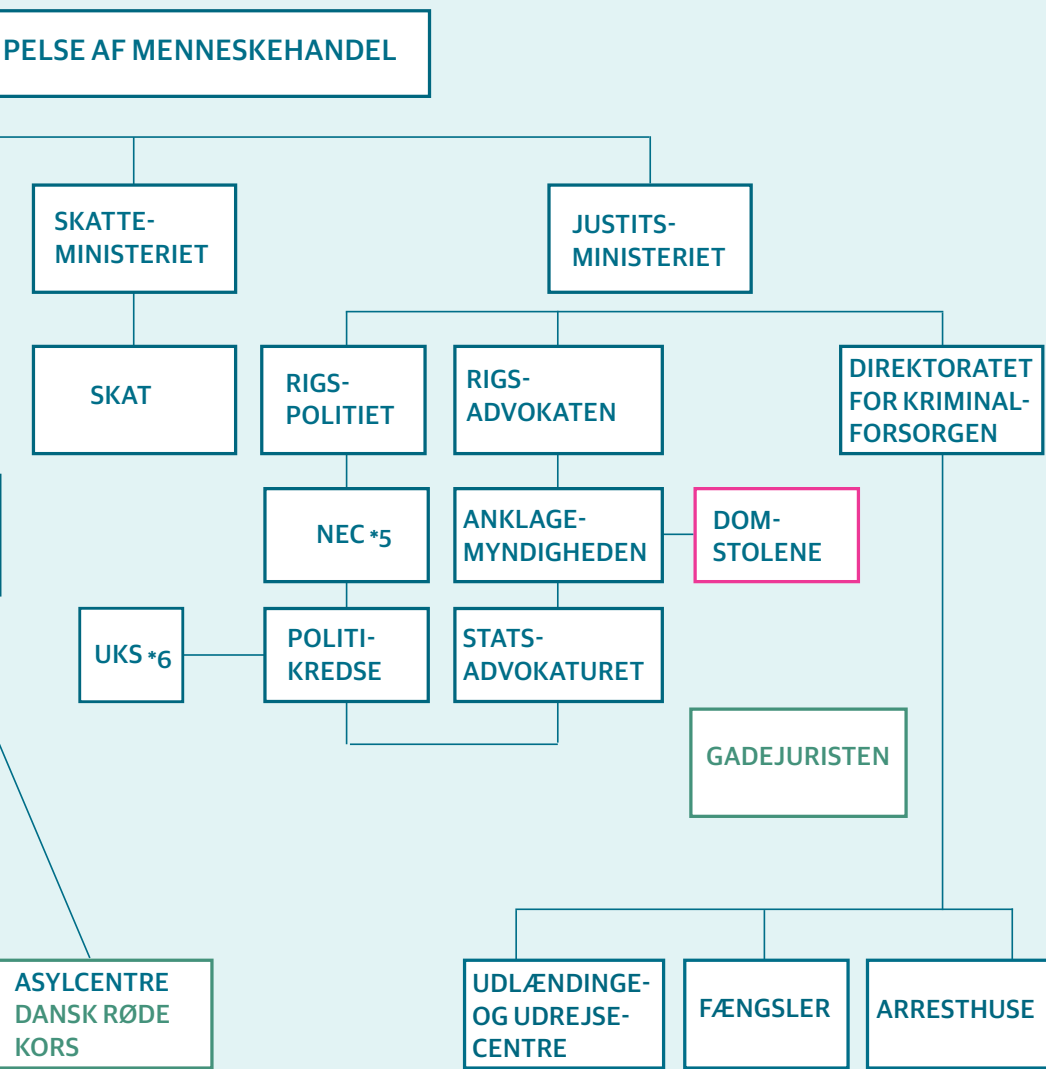 PELSE AF MENNESKEHANDEL
SKATTE-
MINISTERIET
JUSTITS-
MINISTERIET
SKAT
RIGS-
POLITIET
RIGS-
ADVOKATEN
DIREKTORATET
FOR KRIMINAL-
FORSORGEN
NEC *5
ANKLAGE-
MYNDIGHEDEN
DOM-
STOLENE
UKS *6
POLITI-
KREDSE
STATS-
ADVOKATURET
GADEJURISTEN
ASYLCENTRE
DANSK RØDE
KORS
UDLÆNDINGE-
OG UDREJSE-
CENTRE
FÆNGSLER
ARRESTHUSE